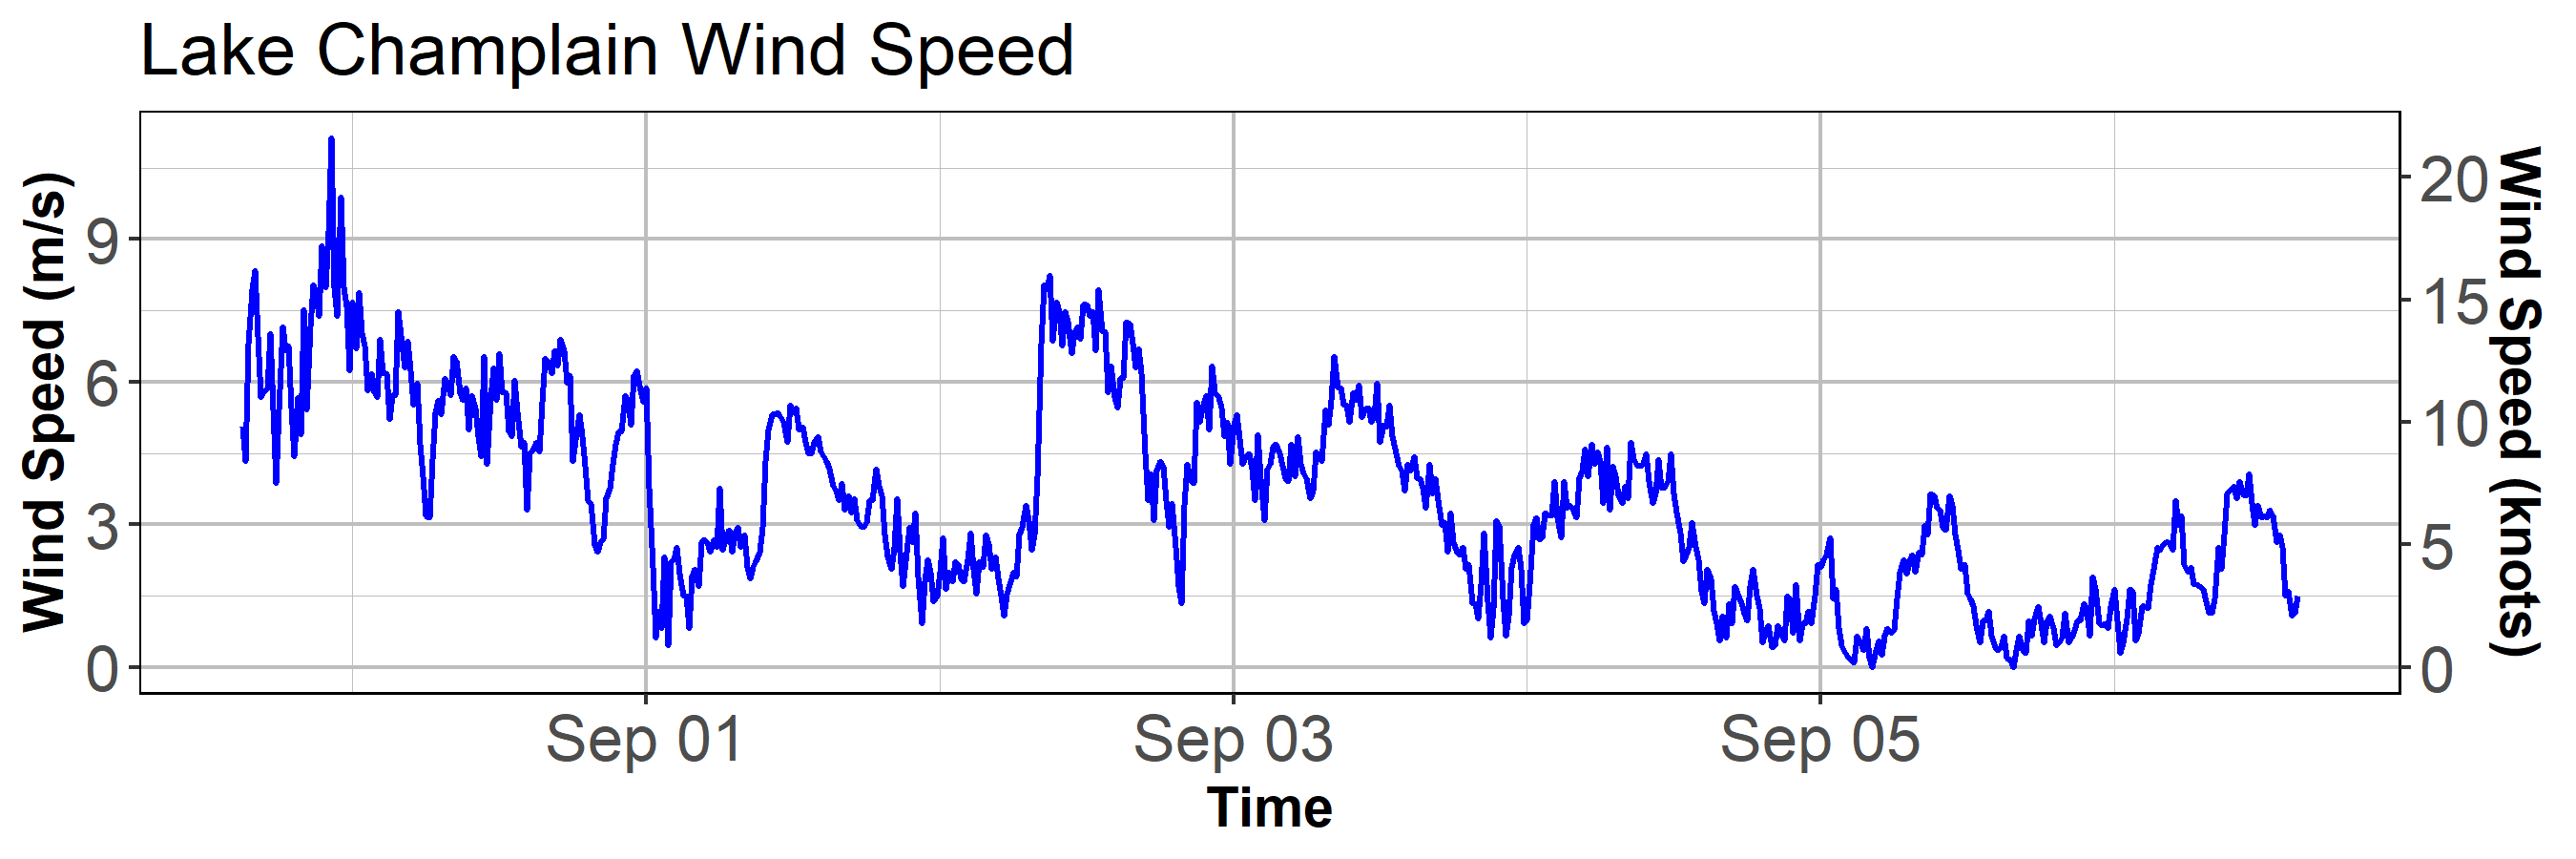 Lake Champlain Wind Speed
Wind Speed (m/s)
9
6
3
0
20
15
10
5
0
Wind Speed (knots)
Sep 01
Sep 03
Sep 05
Time